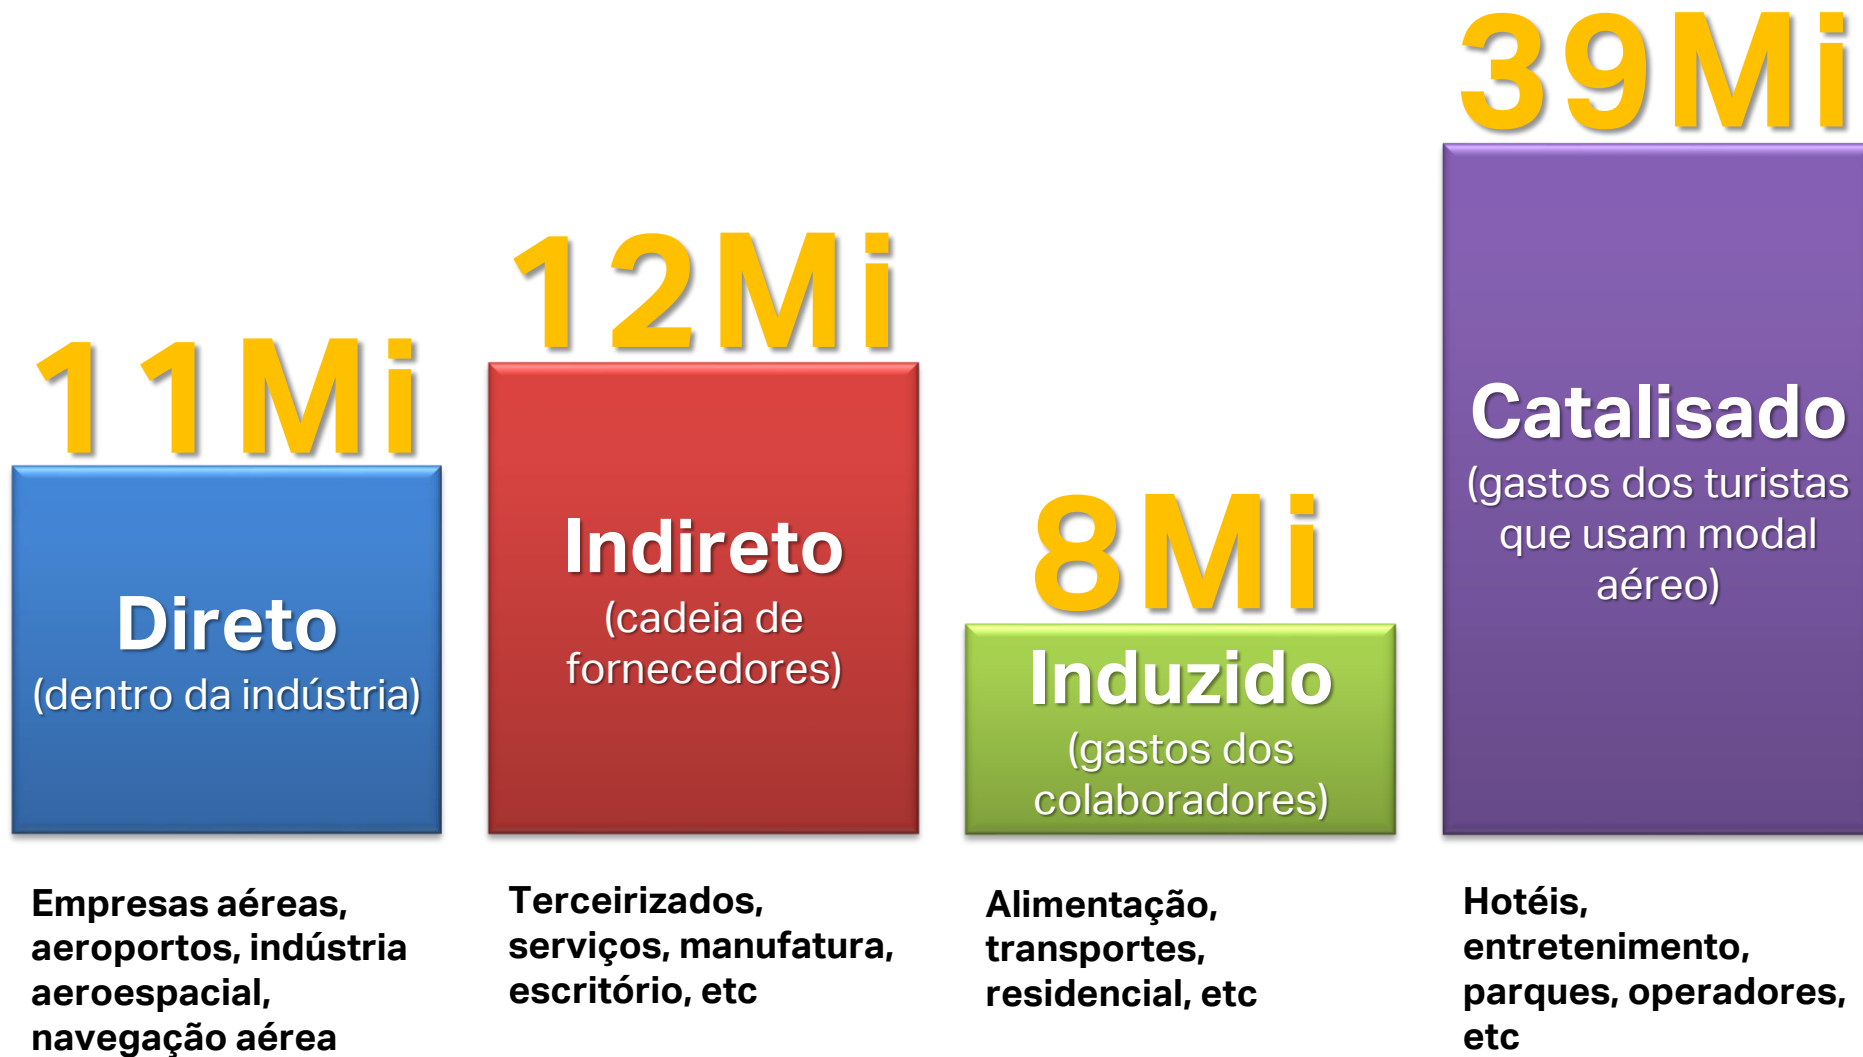 11Mi
Direto
(dentro da indústria)
Empresas aéreas,
aeroportos, indústria
aeroespacial,
navegação aérea
12Mi
Indireto
(cadeia de
fornecedores)
Terceirizados,
serviços, manufatura,
escritório, etc
8Mi
Induzido
(gastos dos
colaboradores)
Alimentação,
transportes,
residencial, etc
39Mi
Catalisado
(gastos dos turistas
que usam modal
aéreo)
Hotéis,
entretenimento,
parques, operadores,
etc